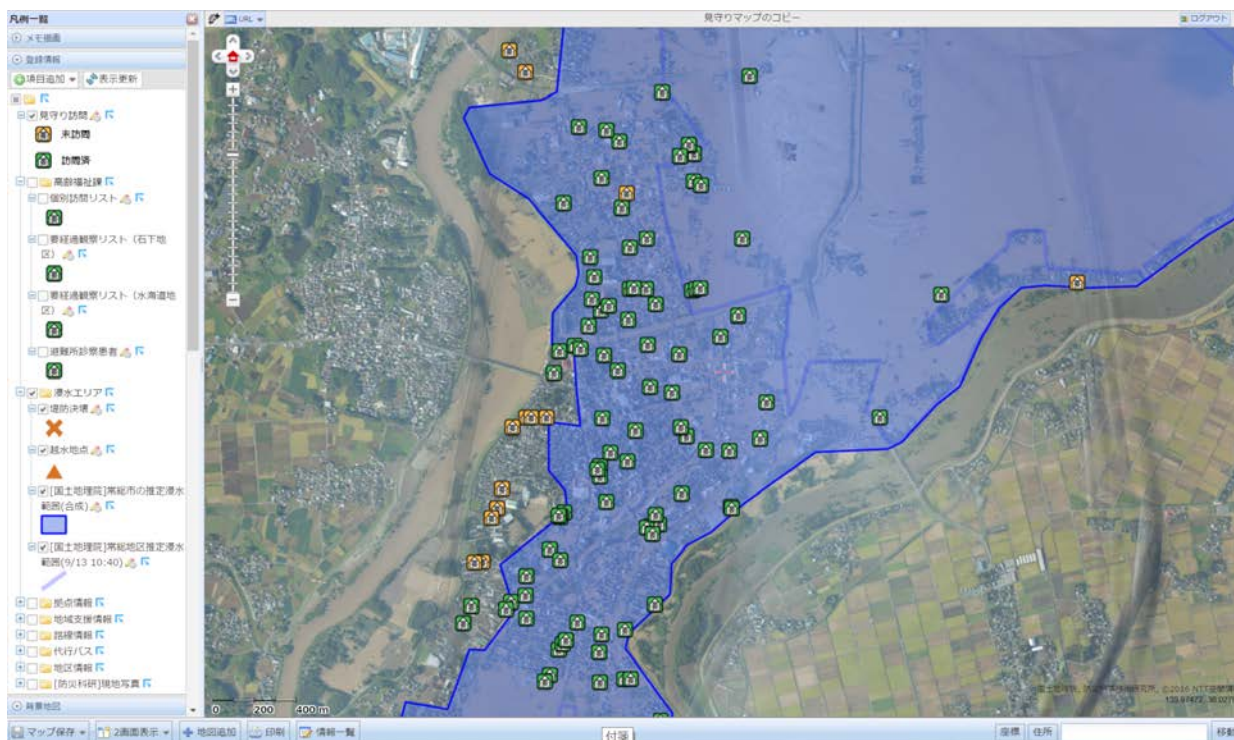 凡例一覧
URL
見守りマップのコピー
ログアウト
メモ描画
登録情報
項目追加
表示更新
見守り訪問
未訪問
訪問済
高齢福祉課
個別訪問リスト
要経過観察リスト（石下地
区）
要経過観察リスト（水海道地
区）
避難所診察患者
浸水エリア
堤防決壊
越水地点
[国土地理院]常総市の推定浸水
範囲(合成)
[国土地理院]常総地区推定浸水
範囲(9/13 10:40)
拠点情報
地域支援情報
路線情報
代行バス
地区情報
[防災科研]現地写真
背景地図
0 200 400 m
マップ保存
2画面表示
地図追加
印刷
情報一覧
付箋
座標
住所
移動